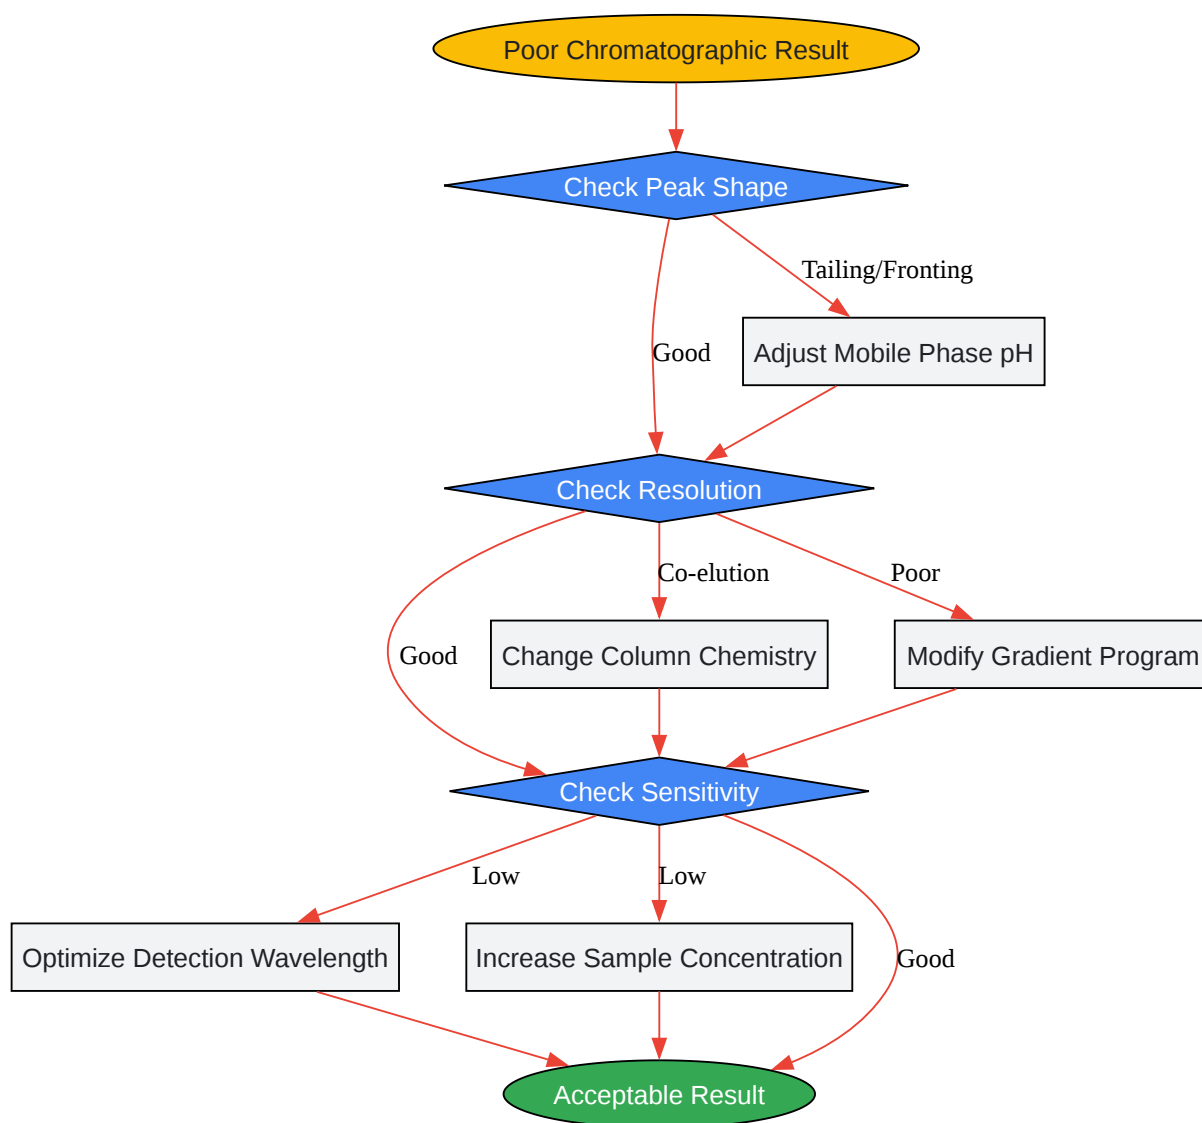 Poor Chromatographic Result
Check Peak Shape
Tailing/Fronting
Good
Adjust Mobile Phase pH
Check Resolution
Co-elution
Poor
Good
Change Column Chemistry
Modify Gradient Program
Check Sensitivity
Low
Low
Optimize Detection Wavelength
Increase Sample Concentration
Good
Acceptable Result